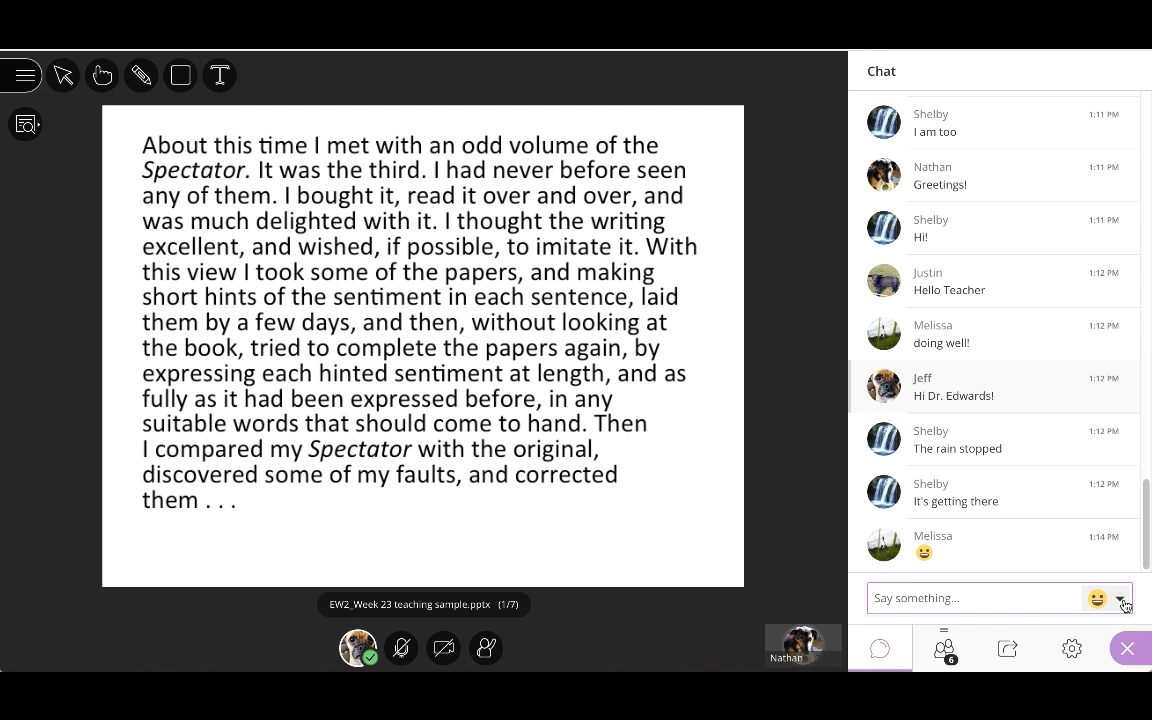 About this time I met with an odd volume of the
Spectator. It was the third. I had never before seen
any of them. I bought it, read it over and over, and
was much delighted with it. I thought the writing
excellent, and wished, if possible, to imitate it. With
this view I took some of the papers, and making
short hints of the sentiment in each sentence, laid
them by a few days, and then, without looking at
the book, tried to complete the papers again, by
expressing each hinted sentiment at length, and as
fully as it had been expressed before, in any
suitable words that should come to hand. Then
I compared my Spectator with the original,
discovered some of my faults, and corrected
them . . .
EW2_Week 23 teaching sample.pptx (1/7)
Nathan
Chat
Shelby 1:11 PM
I am too
Nathan 1:11 PM
Greetings!
Shelby 1:11 PM
Hi!
Justin 1:12 PM
Hello Teacher
Melissa 1:12 PM
doing well!
Jeff 1:12 PM
Hi Dr. Edwards!
Shelby 1:12 PM
The rain stopped
Shelby 1:12 PM
It's getting there
Melissa 1:14 PM
😀
Say something...
6